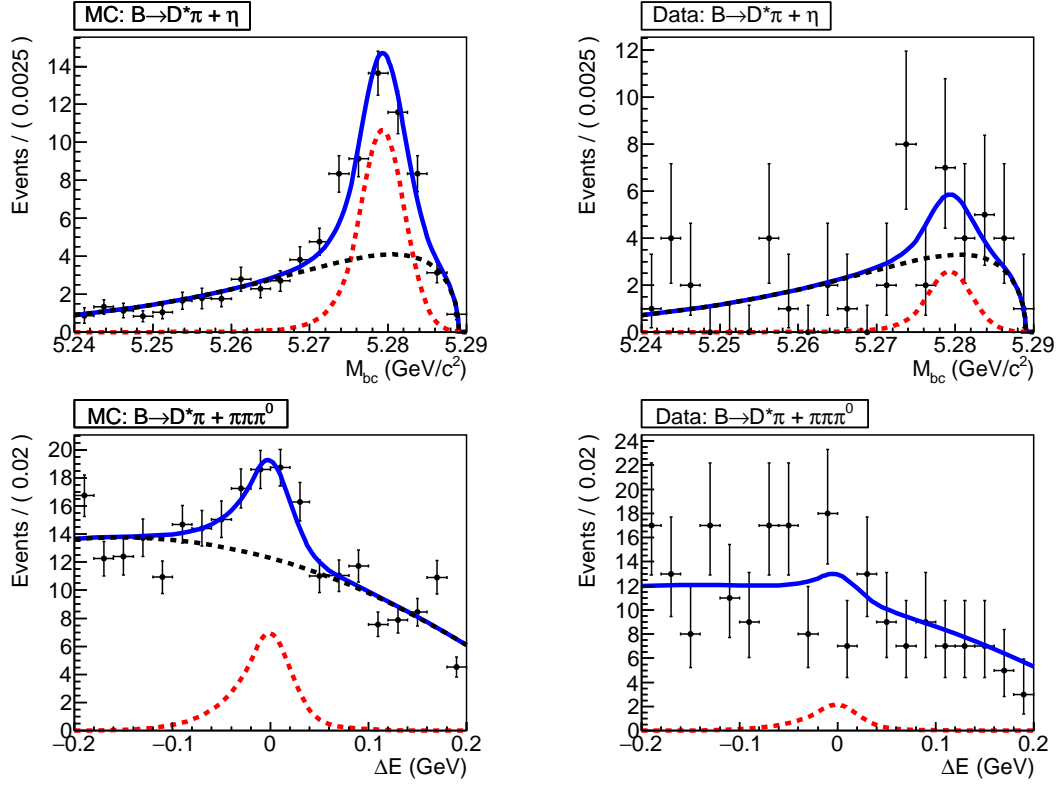 MC: B→D*π + η
Events / ( 0.0025 )
14
12
10
8
6
4
2
0
5.24 5.25 5.26 5.27 5.28 5.29
M_bc (GeV/c²)
Data: B→D*π + η
Events / ( 0.0025 )
12
10
8
6
4
2
0
5.24 5.25 5.26 5.27 5.28 5.29
M_bc (GeV/c²)
MC: B→D*π + πππ⁰
Events / ( 0.02 )
20
18
16
14
12
10
8
6
4
2
0
−0.2 −0.1 0 0.1 0.2
ΔE (GeV)
Data: B→D*π + πππ⁰
Events / ( 0.02 )
24
22
20
18
16
14
12
10
8
6
4
2
0
−0.2 −0.1 0 0.1 0.2
ΔE (GeV)